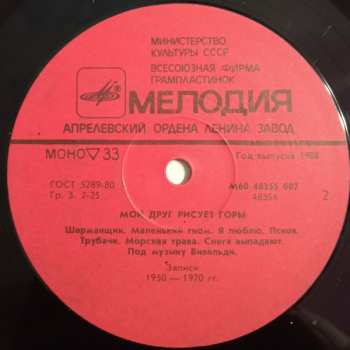 МИНИСТЕРСТВО
КУЛЬТУРЫ СССР
ВСЕСОЮЗНАЯ ФИРМА
ГРАМПЛАСТИНОК
МЕЛОДИЯ
АПРЕЛЕВСКИЙ ОРДЕНА ЛЕНИНА ЗАВОД
МОНО 33
Год выпуска 1988
ГОСТ 5289-80
М60 48355 007
Гр. 3. 2-25
48356
2
МОЙ ДРУГ РИСУЕТ ГОРЫ
Шарманщик. Маленький гном. Я люблю. Псков.
Трубачи. Морская трава. Снега выпадают.
Под музыку Вивальди.
Записи
1950 — 1970 гг.